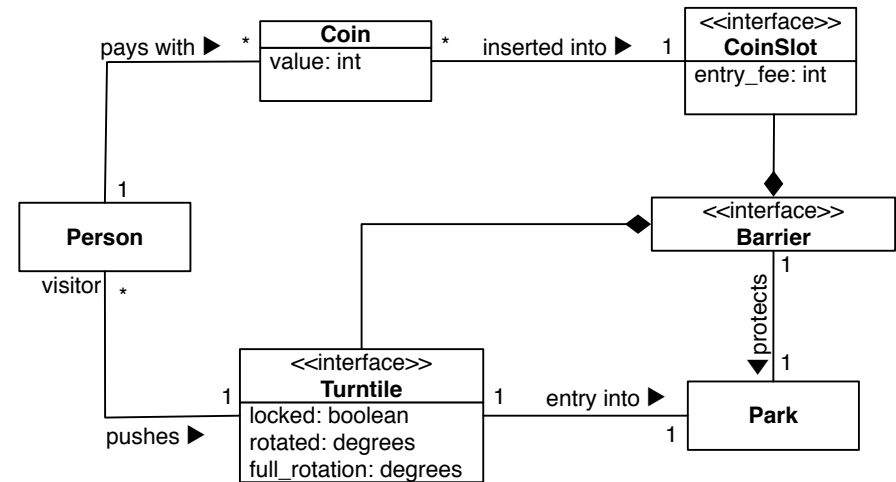 Coin
value: int
pays with ▶
*
*
inserted into ▶
1
<<interface>>
CoinSlot
entry_fee: int
1
Person
visitor
*
<<interface>>
Barrier
1
protects ▶
1
<<interface>>
Turntile
locked: boolean
rotated: degrees
full_rotation: degrees
1
pushes ▶
1
entry into ▶
1
Park